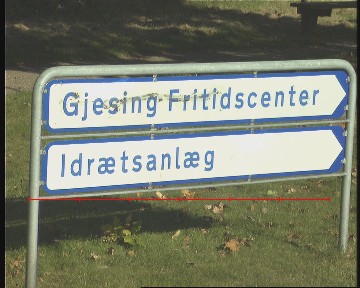 Gjesing Fritidscenter
Idrætsanlæg